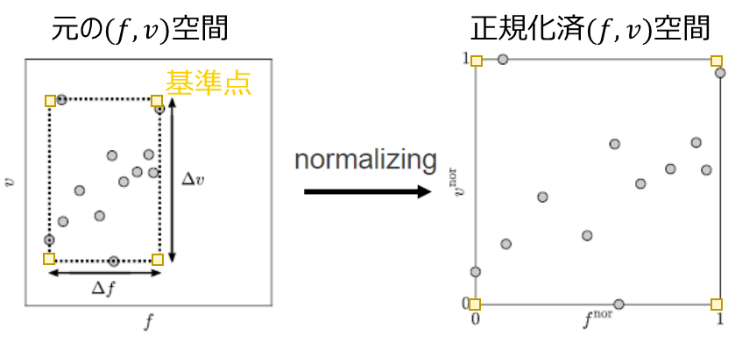 元の(f, v)空間
正規化済(f, v)空間
基準点
v
Δv
Δf
f
normalizing
1
v^nor
0
0
f^nor
1